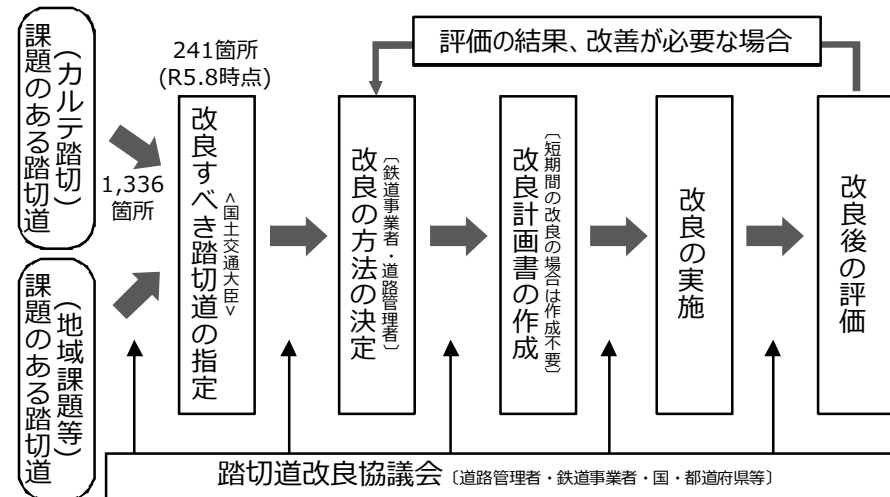 課題のある踏切道
（カルテ踏切）
課題のある踏切道
（地域課題等）
1,336
箇所
241箇所
(R5.8時点)
改良すべき踏切道の指定
<国土交通大臣>
評価の結果、改善が必要な場合
改良の方法の決定
〔鉄道事業者・道路管理者〕
改良計画書の作成
〔短期間の改良の場合は作成不要〕
改良の実施
改良後の評価
踏切道改良協議会〔道路管理者・鉄道事業者・国・都道府県等〕